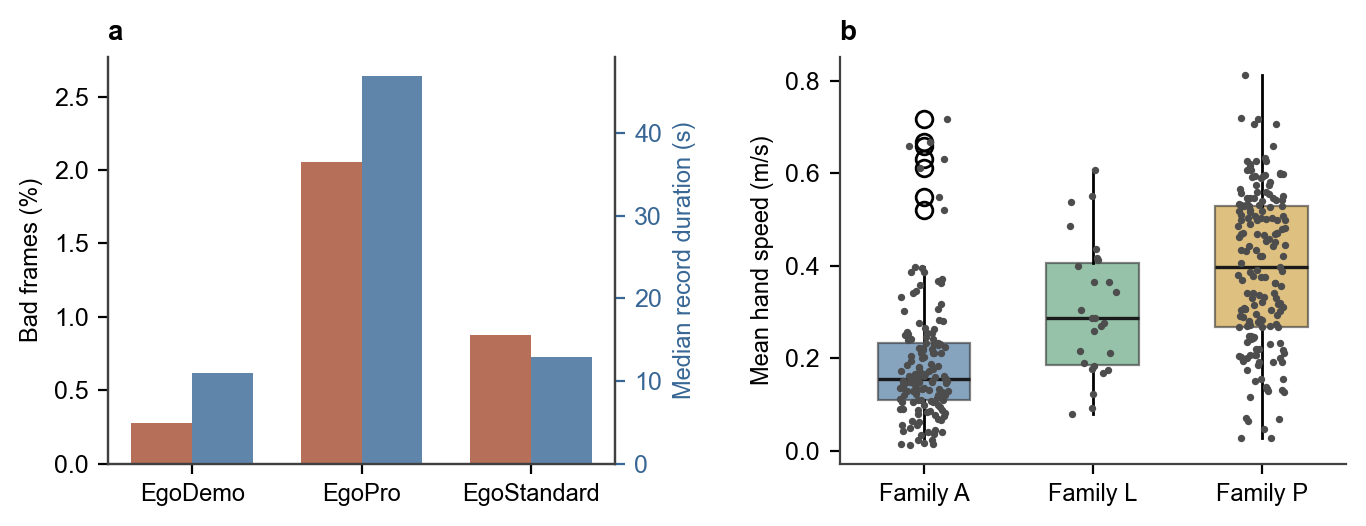 a
Bad frames (%)
2.5
2.0
1.5
1.0
0.5
0.0
EgoDemo
EgoPro
EgoStandard
40
30
20
10
0
Median record duration (s)
b
Mean hand speed (m/s)
0.8
0.6
0.4
0.2
0.0
Family A
Family L
Family P